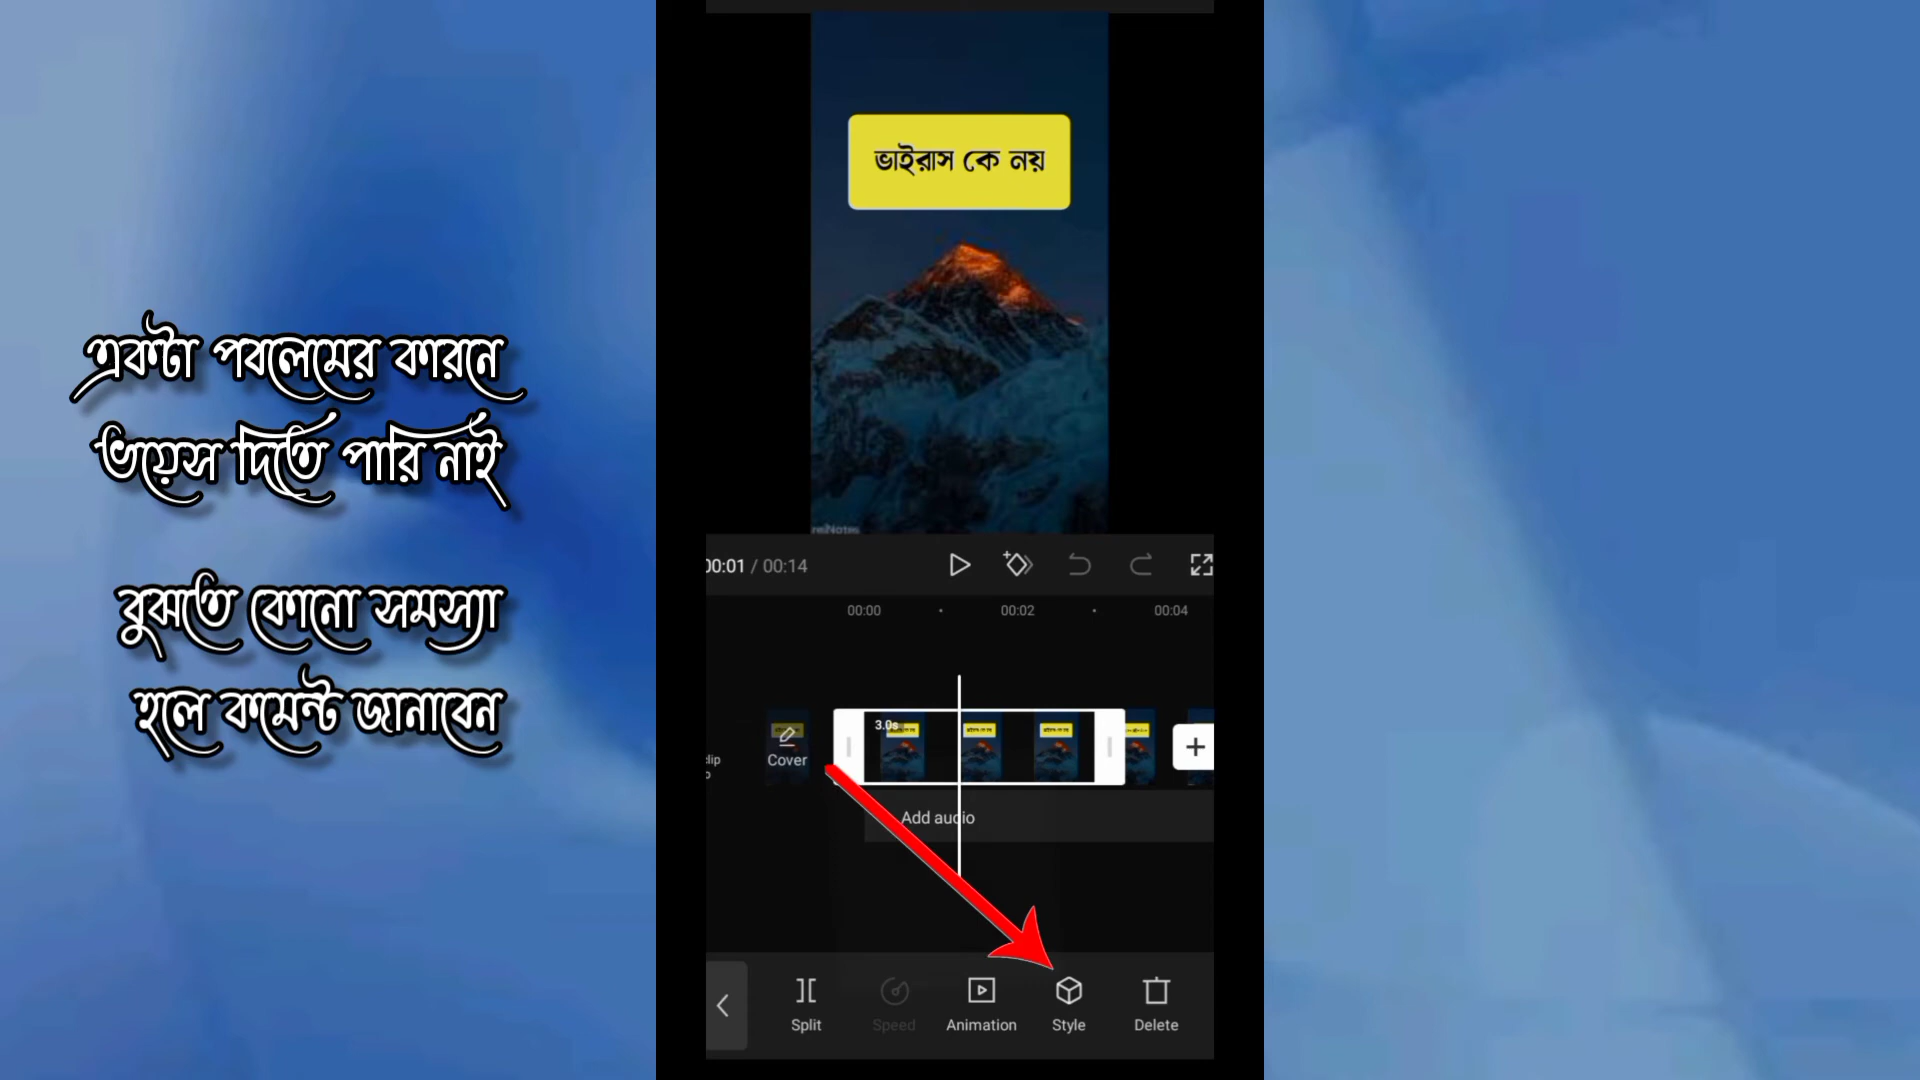 একটা পবলেমের কারনে
ভয়েস দিতে পারি নাই
বুঝতে কোনো সমস্যা
হলে কমেন্ট জানাবেন
ভাইরাস কে নয়
00:01 / 00:14
00:00 00:02 00:04
3.0s
Cover
Add audio
Split Speed Animation Style Delete